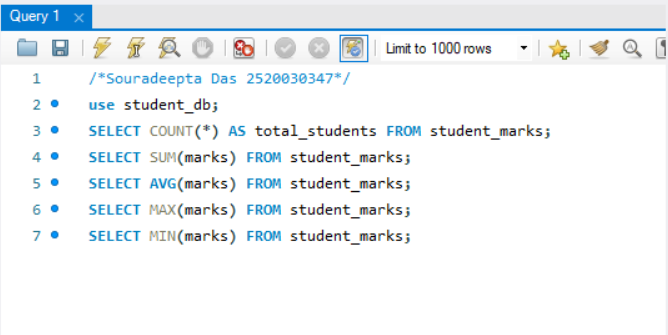 Query 1
Limit to 1000 rows
1 /*Souradeepta Das 2520030347*/
2 use student_db;
3 SELECT COUNT(*) AS total_students FROM student_marks;
4 SELECT SUM(marks) FROM student_marks;
5 SELECT AVG(marks) FROM student_marks;
6 SELECT MAX(marks) FROM student_marks;
7 SELECT MIN(marks) FROM student_marks;